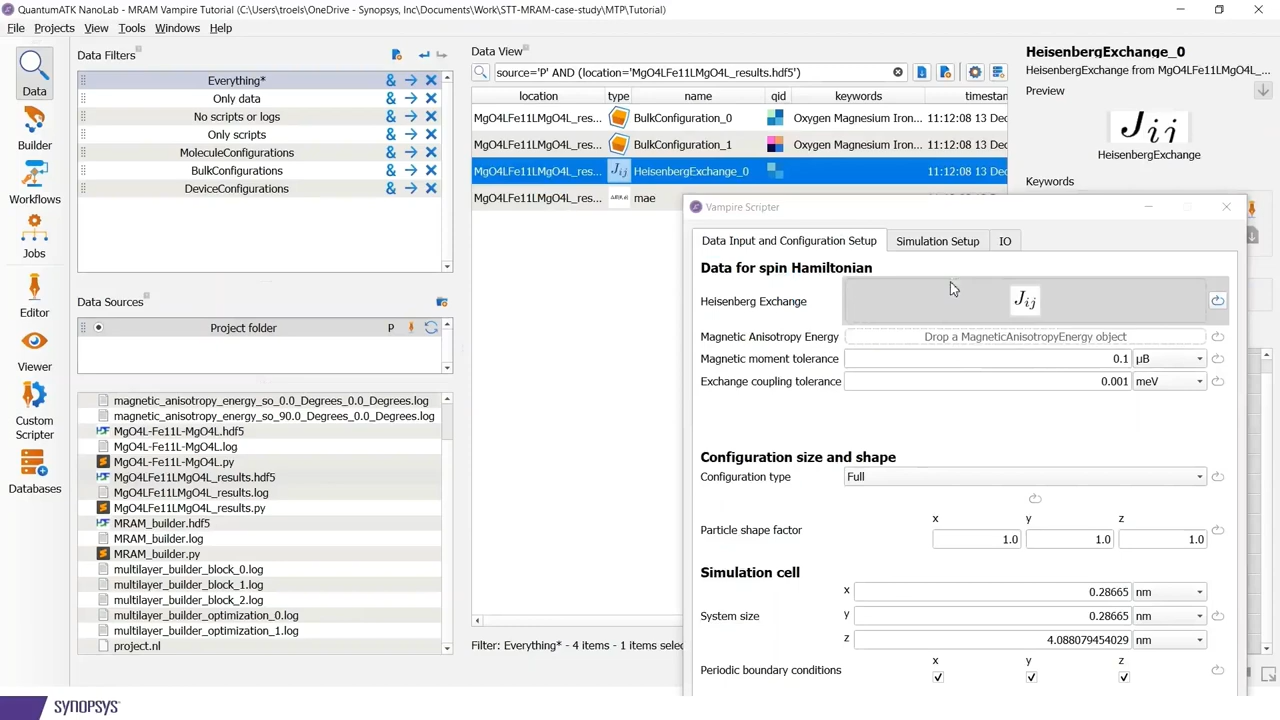 QuantumATK NanoLab - MRAM Vampire Tutorial (C:\Users\troels\OneDrive - Synopsys, Inc\Documents\Work\STT-MRAM-case-study\MTP\Tutorial)
File Projects View Tools Windows Help
Data
Builder
Workflows
Jobs
Editor
Viewer
Custom
Scripter
Databases
Data Filters
Everything*
Only data
No scripts or logs
Only scripts
MoleculeConfigurations
BulkConfigurations
DeviceConfigurations
Data Sources
Project folder P
magnetic_anisotropy_energy_so_0.0_Degrees_0.0_Degrees.log
magnetic_anisotropy_energy_so_90.0_Degrees_0.0_Degrees.log
MgO4L-Fe11L-MgO4L.hdf5
MgO4L-Fe11L-MgO4L.log
MgO4L-Fe11L-MgO4L.py
MgO4LFe11LMgO4L_results.hdf5
MgO4LFe11LMgO4L_results.log
MgO4LFe11LMgO4L_results.py
MRAM_builder.hdf5
MRAM_builder.log
MRAM_builder.py
multilayer_builder_block_0.log
multilayer_builder_block_1.log
multilayer_builder_block_2.log
multilayer_builder_optimization_0.log
multilayer_builder_optimization_1.log
project.nl
Data View
source='P' AND (location='MgO4LFe11LMgO4L_results.hdf5')
location type name qid keywords timestan
MgO4LFe11LMgO4L_res... BulkConfiguration_0 Oxygen Magnesium Iron... 11:12:08 13 Dec
MgO4LFe11LMgO4L_res... BulkConfiguration_1 Oxygen Magnesium Iron... 11:12:08 13 Dec
MgO4LFe11LMgO4L_res... Jij HeisenbergExchange_0 11:12:08 13 Dec
MgO4LFe11LMgO4L_res... mae
Filter: Everything* - 4 items - 1 selec
HeisenbergExchange_0
HeisenbergExchange from MgO4LFe11LMgO4L_...
Preview
Jij
HeisenbergExchange
Keywords
Vampire Scripter
Data Input and Configuration Setup Simulation Setup IO
Data for spin Hamiltonian
Heisenberg Exchange Jij
Magnetic Anisotropy Energy Drop a MagneticAnisotropyEnergy object
Magnetic moment tolerance 0.1 µB
Exchange coupling tolerance 0.001 meV
Configuration size and shape
Configuration type Full
x y z
Particle shape factor 1.0 1.0 1.0
Simulation cell
x 0.28665 nm
System size y 0.28665 nm
z 4.088079454029 nm
x y z
Periodic boundary conditions
SYNOPSYS